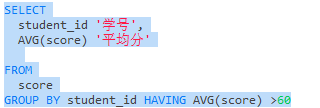 SELECT
student_id '学号',
AVG(score) '平均分'
FROM
score
GROUP BY student_id HAVING AVG(score) >60